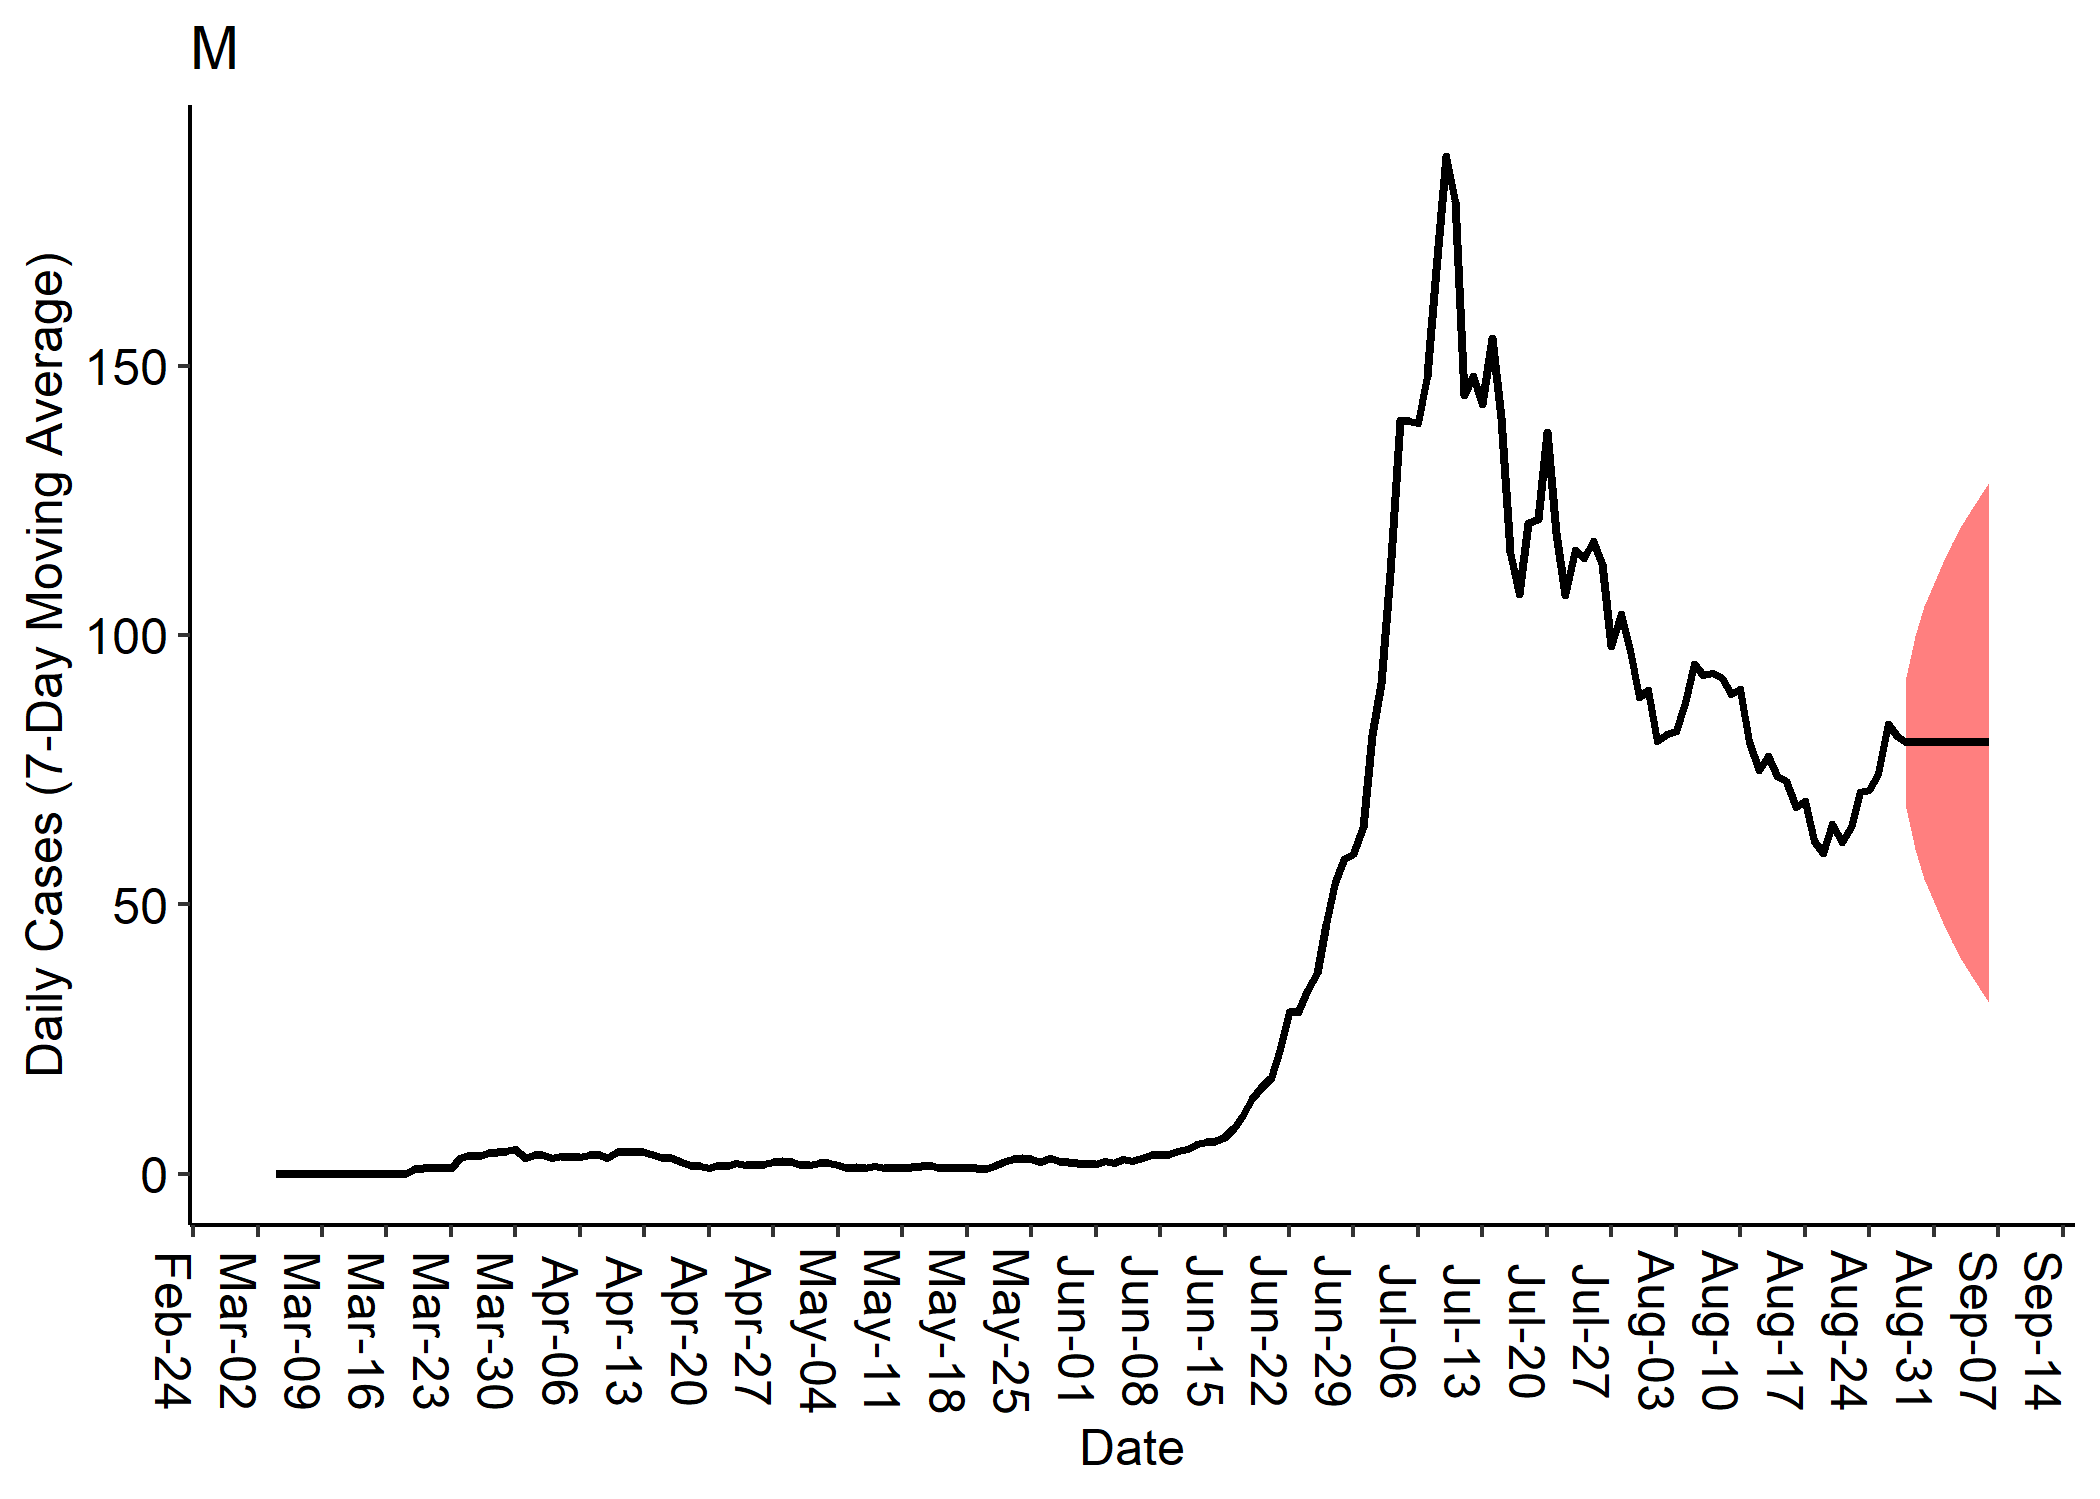 M
Daily Cases (7-Day Moving Average)
150
100
50
0
Feb-24
Mar-02
Mar-09
Mar-16
Mar-23
Mar-30
Apr-06
Apr-13
Apr-20
Apr-27
May-04
May-11
May-18
May-25
Jun-01
Jun-08
Jun-15
Jun-22
Jun-29
Jul-06
Jul-13
Jul-20
Jul-27
Aug-03
Aug-10
Aug-17
Aug-24
Aug-31
Sep-07
Sep-14
Date